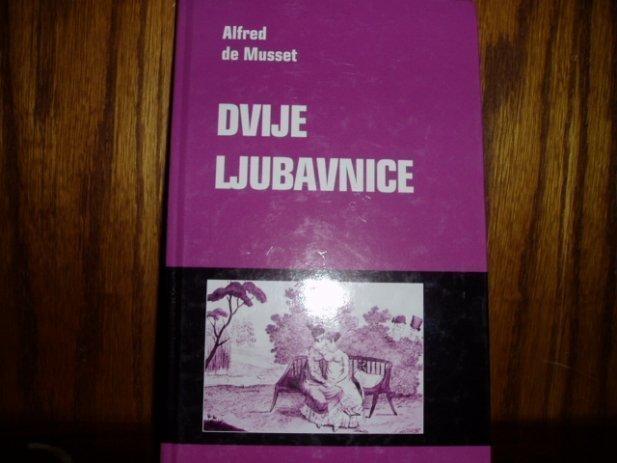 Alfred
de Musset
DVIJE
LJUBAVNICE